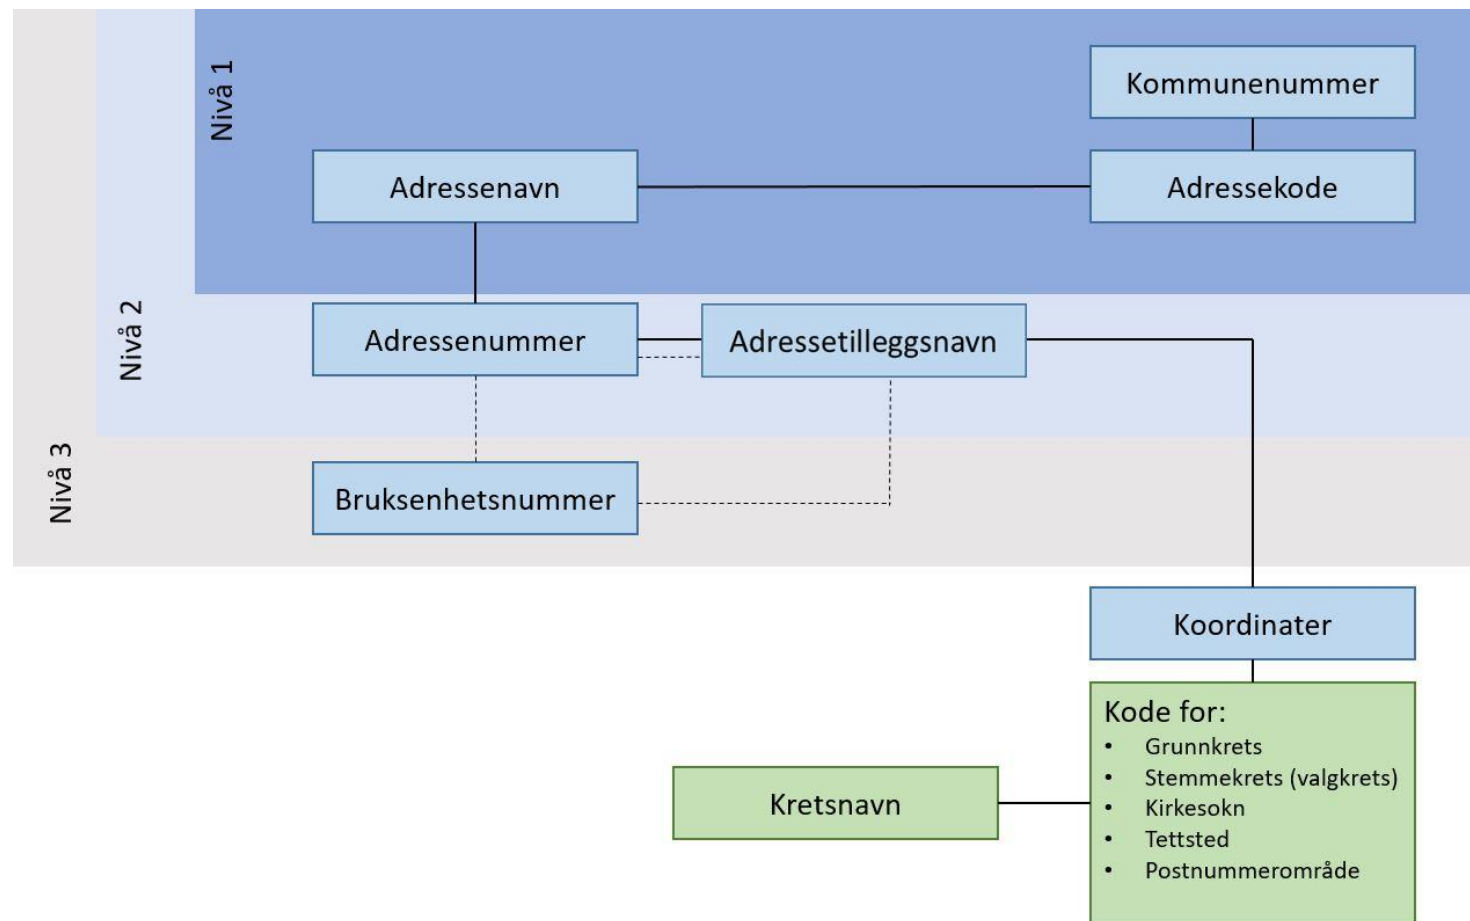 Nivå 1
Kommunenummer
Adressenavn
Adressekode
Nivå 2
Adressenummer
Adressetilleggsnavn
Nivå 3
Bruksenhetsnummer
Koordinater
Kode for:
• Grunnkrets
• Stemmekrets (valgkrets)
• Kirkesokn
• Tettsted
• Postnummerområde
Kretsnavn